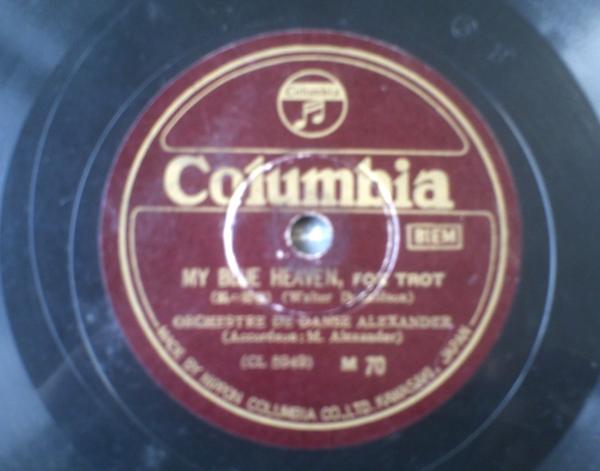 Columbia
Columbia
BIEM
MY BLUE HEAVEN, FOX TROT
(Walter Donaldson)
ORCHESTRE DE DANSE ALEXANDER
(Accordeon: M. Alexander)
M 70
MADE BY NIPPON COLUMBIA CO., LTD. KAWASAKI, JAPAN